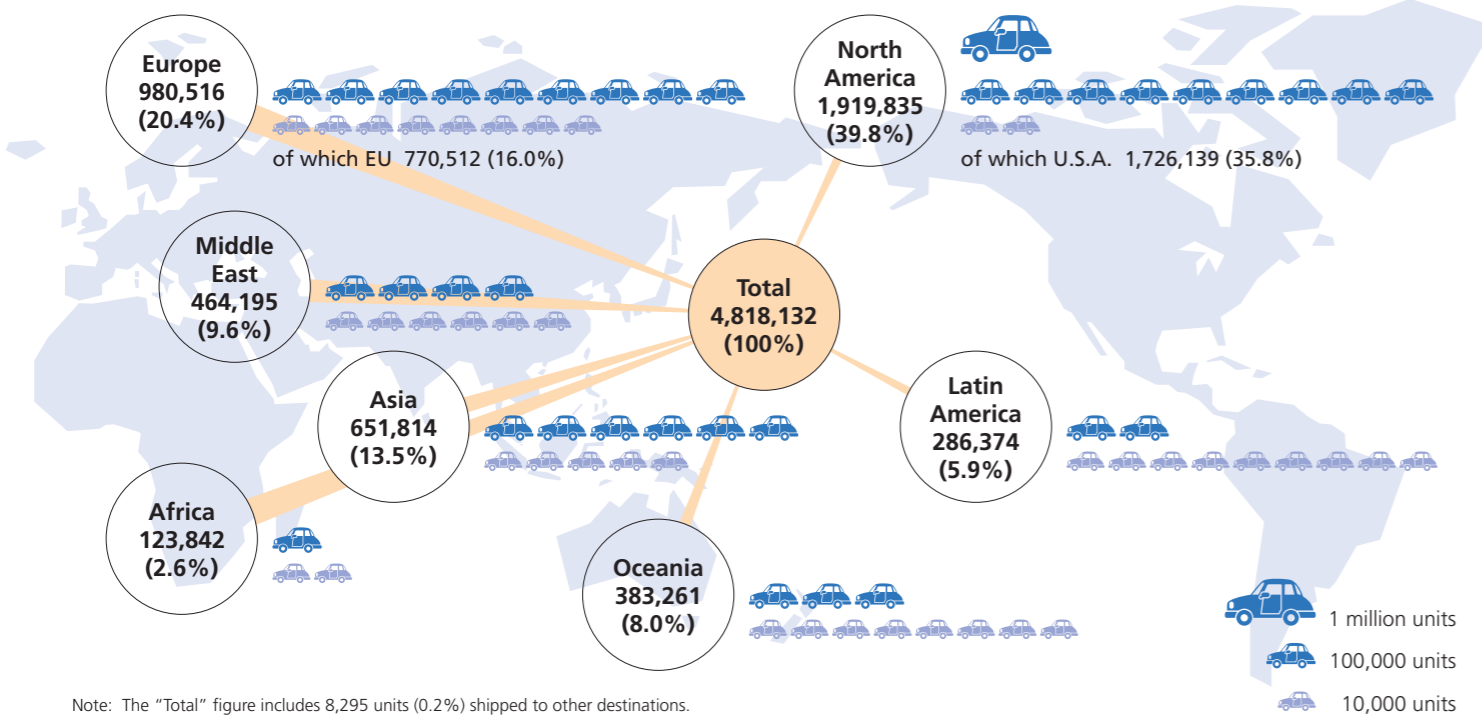 Europe
980,516
(20.4%)
of which EU 770,512 (16.0%)
North
America
1,919,835
(39.8%)
of which U.S.A. 1,726,139 (35.8%)
Middle
East
464,195
(9.6%)
Total
4,818,132
(100%)
Asia
651,814
(13.5%)
Latin
America
286,374
(5.9%)
Africa
123,842
(2.6%)
Oceania
383,261
(8.0%)
1 million units
100,000 units
10,000 units
Note: The “Total” figure includes 8,295 units (0.2%) shipped to other destinations.